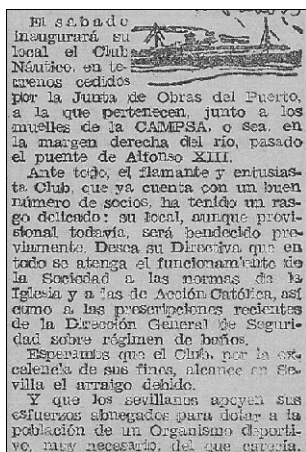 El sábado
inaugurará su
local el Club
Náutico, en te-
rrenos cedidos
por la Junta de Obras del Puerto,
a la que pertenecen, junto a los
muelles de la CAMPSA, o sea, en
la margen derecha del río, pasado
el puente de Alfonso XIII.
Ante todo, el flamante y entusias-
ta Club, que ya cuenta con un buen
número de socios, ha tenido un ras-
go delicado: su local, aunque provi-
sional todavía, será bendecido pre-
viamente. Desea su Directiva que en
todo se atenga el funcionamiento de
la Sociedad a las normas de la
Iglesia y a las de Acción Católica, así
como a las prescripciones recientes
de la Dirección General de Seguri-
dad sobre régimen de baños.
Esperamos que el Club, por la ex-
celencia de sus fines, alcance en Se-
villa el arraigo debido.
Y que los sevillanos apoyen sus
esfuerzos abnegados para dotar a la
población de un Organismo deporti-
vo, muy necesario, del que carecía.